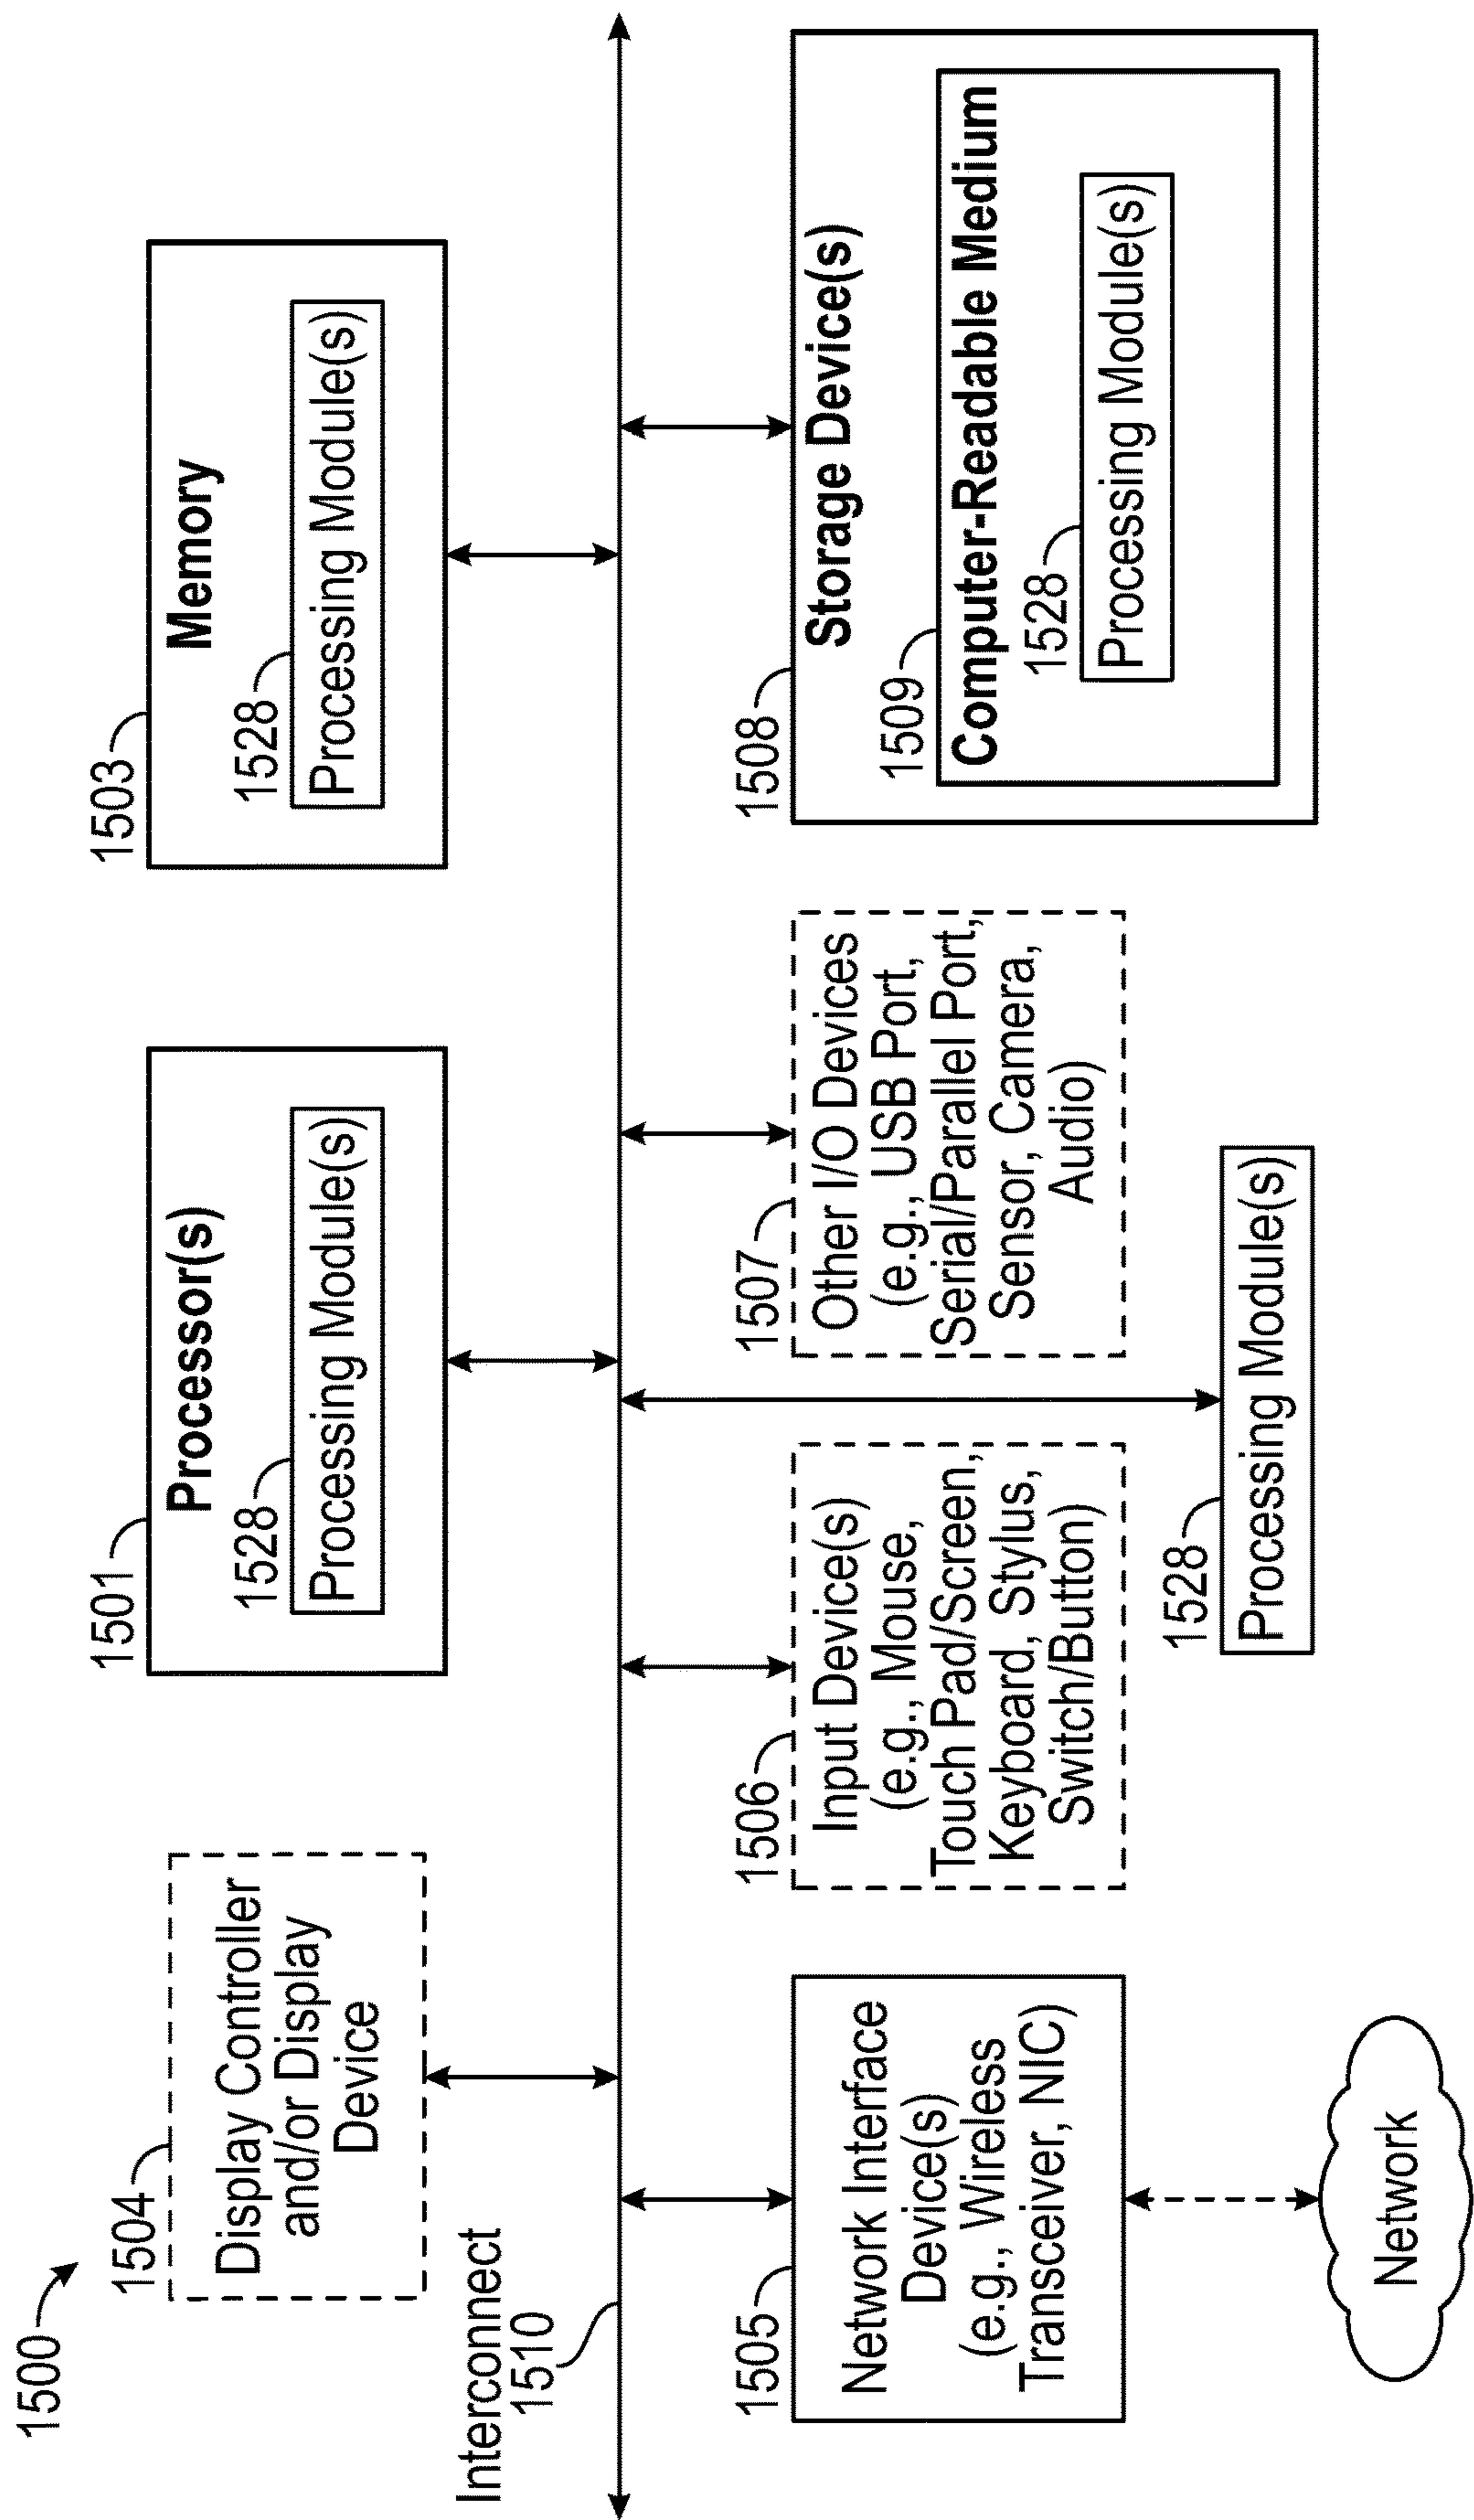 1500
1504
Display Controller
and/or Display
Device
1501
Processor(s)
1528
Processing Module(s)
1503
Memory
1528
Processing Module(s)
Interconnect
1510
1505
Network Interface
Device(s)
(e.g., Wireless
Transceiver, NIC)
1506
Input Device(s)
(e.g., Mouse,
Touch Pad/Screen,
Keyboard, Stylus,
Switch/Button)
1507
Other I/O Devices
(e.g., USB Port,
Serial/Parallel Port,
Sensor, Camera,
Audio)
1508
Storage Device(s)
1509
Computer-Readable Medium
1528
Processing Module(s)
1528
Processing Module(s)
Network